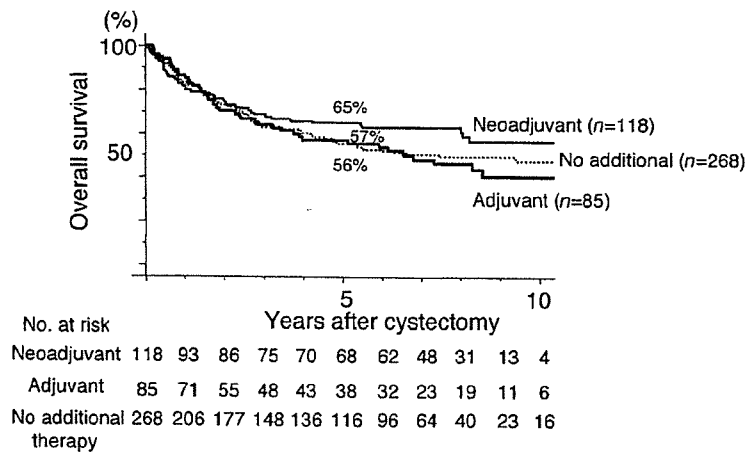 (%)
100
50
Overall survival
65%
57%
56%
Neoadjuvant (n=118)
No additional (n=268)
Adjuvant (n=85)
5
10
Years after cystectomy
No. at risk
Neoadjuvant 118 93 86 75 70 68 62 48 31 13 4
Adjuvant 85 71 55 48 43 38 32 23 19 11 6
No additional 268 206 177 148 136 116 96 64 40 23 16
therapy